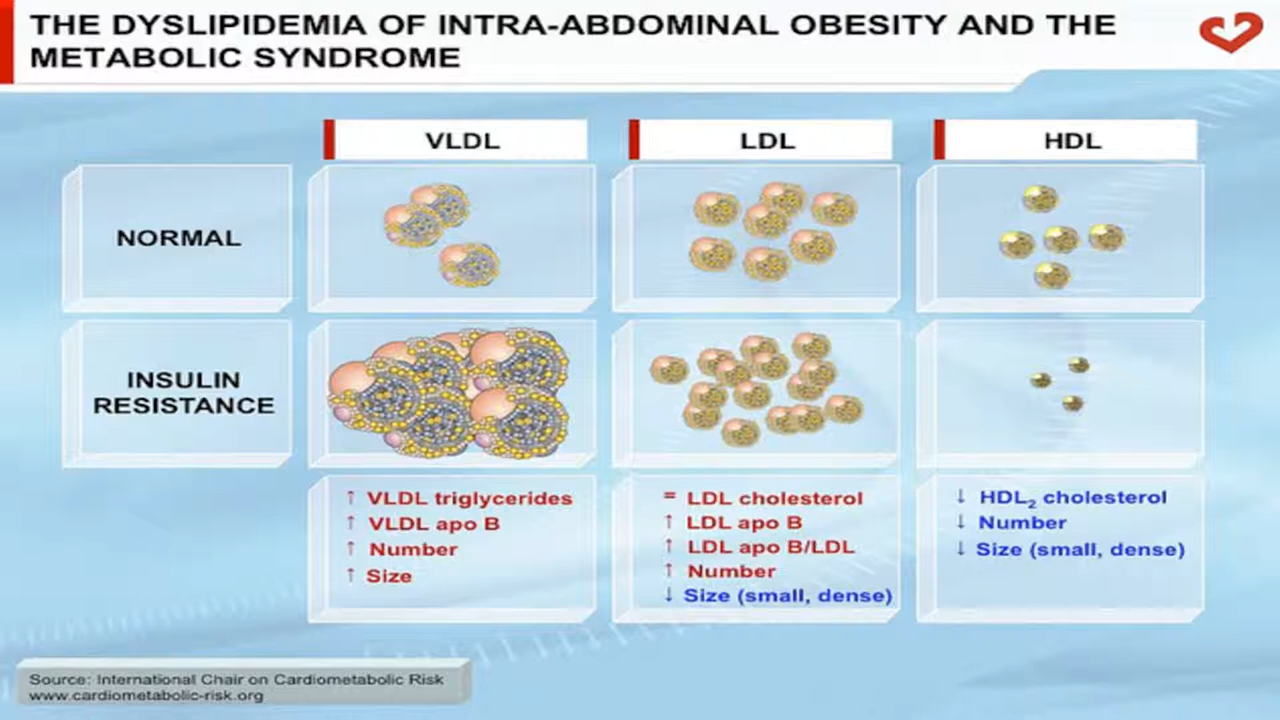 THE DYSLIPIDEMIA OF INTRA-ABDOMINAL OBESITY AND THE
METABOLIC SYNDROME
VLDL
LDL
HDL
NORMAL
INSULIN
RESISTANCE
↑ VLDL triglycerides
↑ VLDL apo B
↑ Number
↑ Size
= LDL cholesterol
↑ LDL apo B
↑ LDL apo B/LDL
↑ Number
↓ Size (small, dense)
↓ HDL₂ cholesterol
↓ Number
↓ Size (small, dense)
Source: International Chair on Cardiometabolic Risk
www.cardiometabolic-risk.org